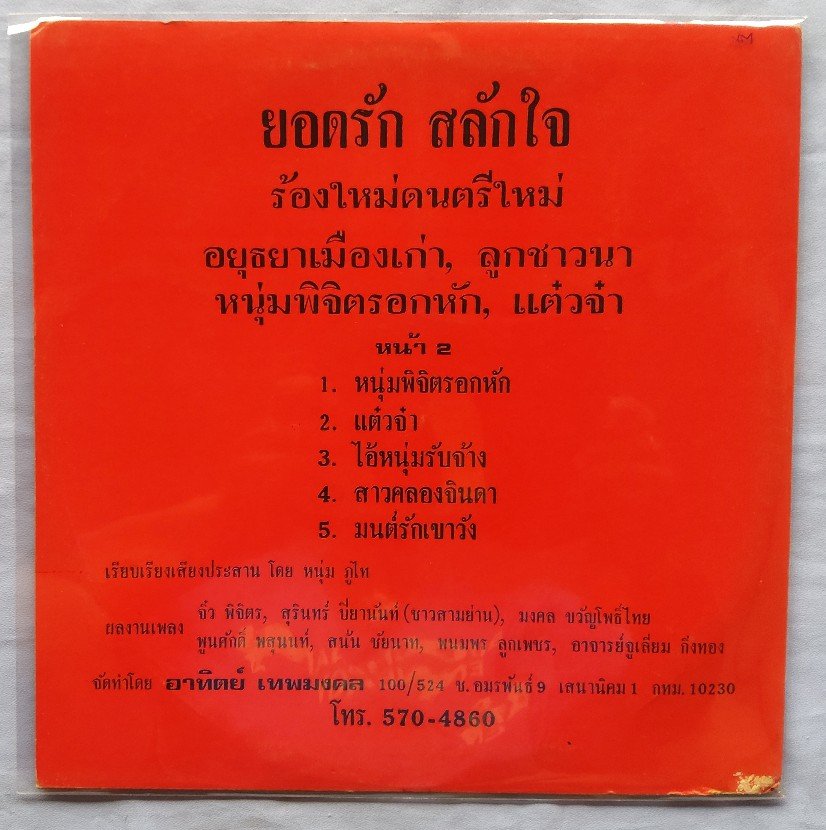 ยอดรัก สลักใจ
ร้องใหม่ดนตรีใหม่
อยุธยาเมืองเก่า, ลูกชาวนา
หนุ่มพิจิตรอกหัก, แต๋วจ๋า
หน้า 2
1. หนุ่มพิจิตรอกหัก
2. แต๋วจ๋า
3. ไอ้หนุ่มรับจ้าง
4. สาวคลองจินดา
5. มนต์รักเขาวัง
เรียบเรียงเสียงประสาน โดย หนุ่ม ภูไท
ผลงานเพลง จิ๋ว พิจิตร, สุรินทร์ ปิยานันท์ (ชาวสามย่าน), มงคล ขวัญโพธิ์ไทย
พูนศักดิ์ พสุนนท์, สนั่น ชัยนาท, พนมพร ลูกเพชร, อาจารย์จูเลี่ยม กิ่งทอง
จัดทำโดย อาทิตย์ เทพมงคล 100/524 ซ.อมรพันธ์ 9 เสนานิคม 1 กทม. 10230
โทร. 570-4860